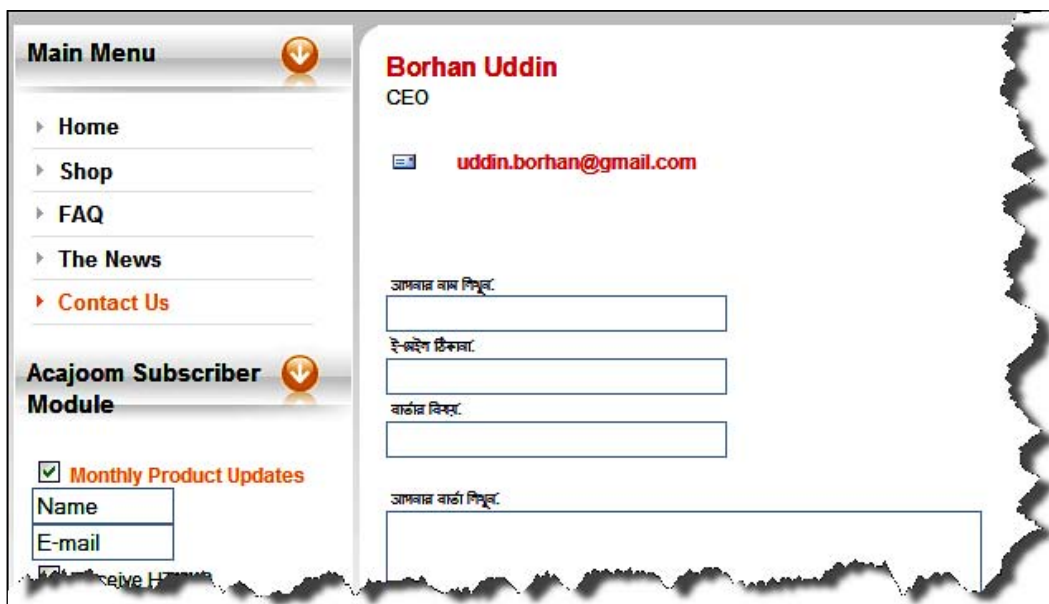 Main Menu
Home
Shop
FAQ
The News
Contact Us
Acajoom Subscriber
Module
Monthly Product Updates
Name
E-mail
Borhan Uddin
CEO
uddin.borhan@gmail.com
আপনার নাম লিখুন:
ই-মেইল ঠিকানা:
বার্তার বিষয়:
আপনার বার্তা লিখুন: